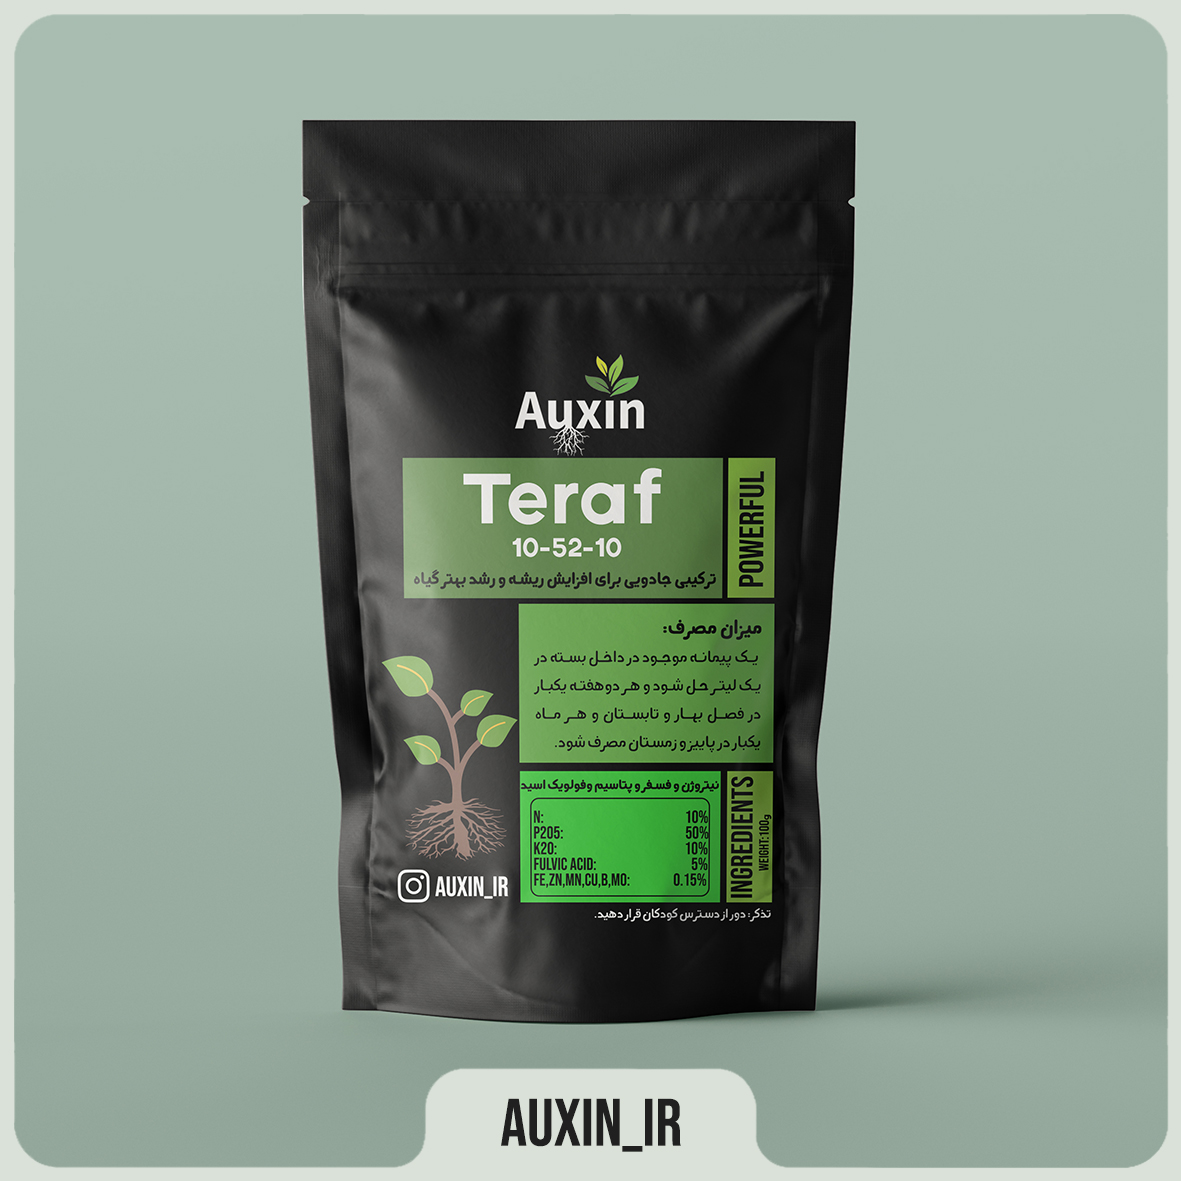 Auxin
Teraf
10-52-10
ترکیبی جادویی برای افزایش ریشه و رشد بهتر گیاه
POWERFUL
میزان مصرف:
یک پیمانه موجود در داخل بسته در
یک لیتر حل شود و هر دوهفته یکبار
در فصل بهار و تابستان و هر ماه
یکبار در پاییز و زمستان مصرف شود.
نیتروژن و فسفر و پتاسیم وفولویک اسید
N: 10%
P2O5: 50%
K2O: 10%
FULVIC ACID: 5%
FE,ZN,MN,CU,B,MO: 0.15%
INGREDIENTS
WEIGHT:100g
AUXIN_IR
تذکر: دور از دسترس کودکان قرار دهید.
AUXIN_IR